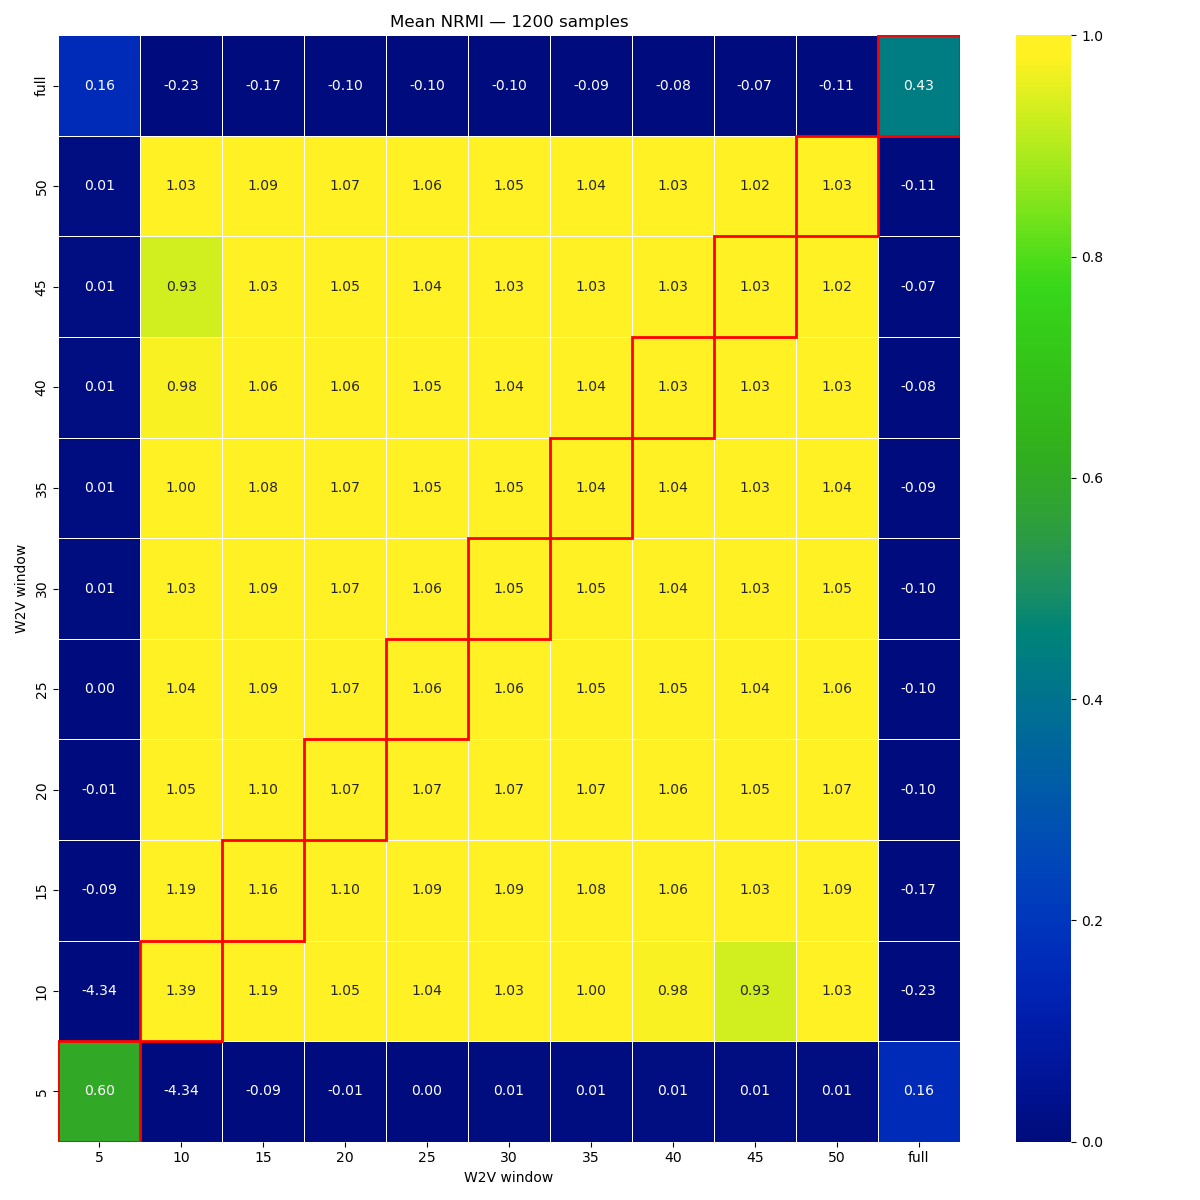 Mean NRMI — 1200 samples
full 0.16 -0.23 -0.17 -0.10 -0.10 -0.10 -0.09 -0.08 -0.07 -0.11 0.43
50 0.01 1.03 1.09 1.07 1.06 1.05 1.04 1.03 1.02 1.03 -0.11
45 0.01 0.93 1.03 1.05 1.04 1.03 1.03 1.03 1.03 1.02 -0.07
40 0.01 0.98 1.06 1.06 1.05 1.04 1.04 1.03 1.03 1.03 -0.08
35 0.01 1.00 1.08 1.07 1.05 1.05 1.04 1.04 1.03 1.04 -0.09
30 0.01 1.03 1.09 1.07 1.06 1.05 1.05 1.04 1.03 1.05 -0.10
25 0.00 1.04 1.09 1.07 1.06 1.06 1.05 1.05 1.04 1.06 -0.10
20 -0.01 1.05 1.10 1.07 1.07 1.07 1.07 1.06 1.05 1.07 -0.10
15 -0.09 1.19 1.16 1.10 1.09 1.09 1.08 1.06 1.03 1.09 -0.17
10 -4.34 1.39 1.19 1.05 1.04 1.03 1.00 0.98 0.93 1.03 -0.23
5 0.60 -4.34 -0.09 -0.01 0.00 0.01 0.01 0.01 0.01 0.01 0.16
5 10 15 20 25 30 35 40 45 50 full
W2V window
W2V window
1.0
0.8
0.6
0.4
0.2
0.0